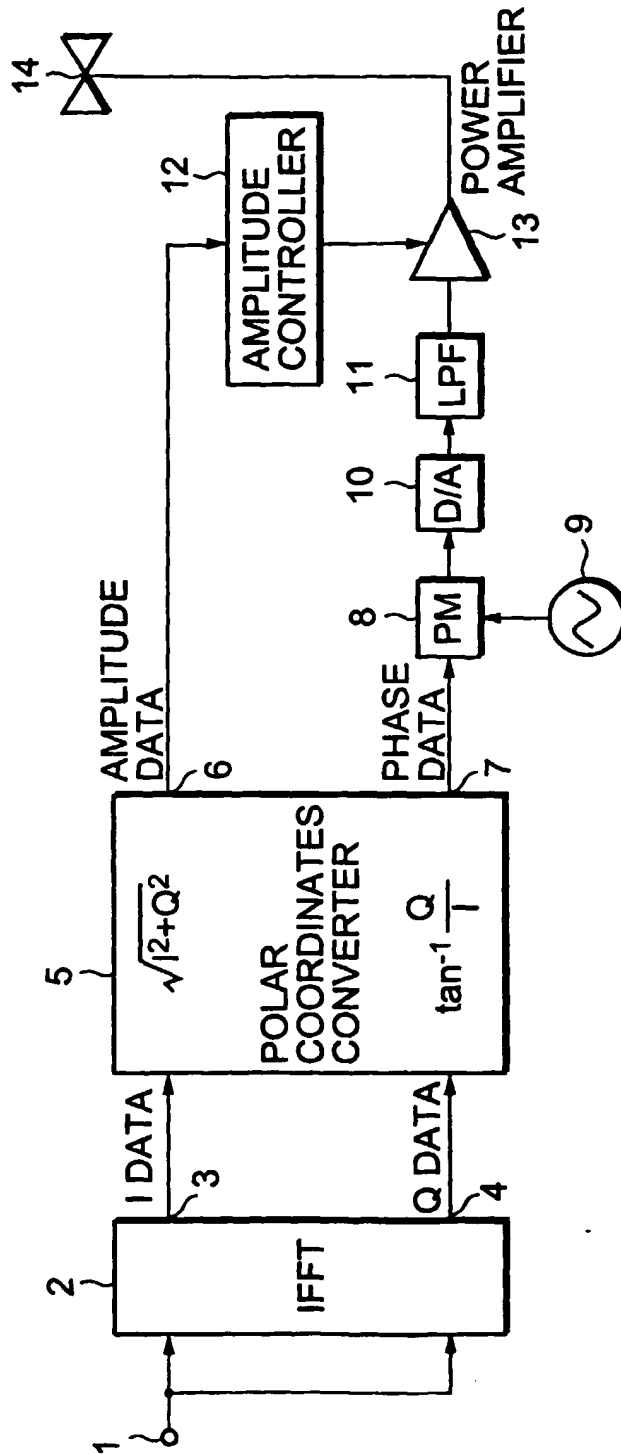 1
2
IFFT
3
I DATA
4
Q DATA
5
√I²+Q²
POLAR
COORDINATES
CONVERTER
tan⁻¹ Q/I
AMPLITUDE
DATA
6
PHASE
DATA
7
8
PM
9
10
D/A
11
LPF
12
AMPLITUDE
CONTROLLER
13
POWER
AMPLIFIER
14